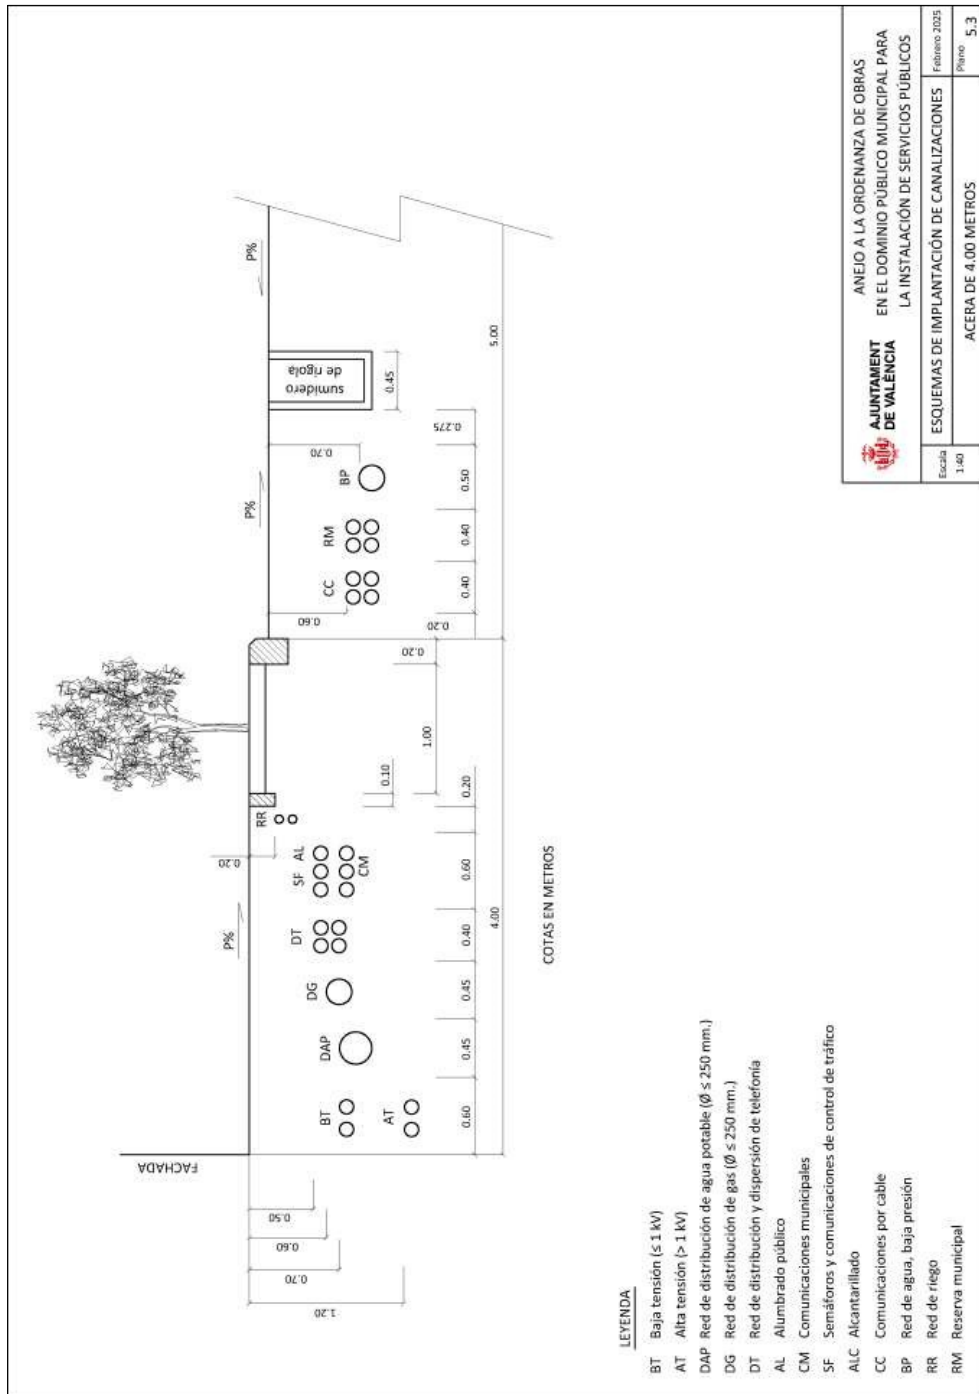 FACHADA
P%
P%
P%
0.50
0.60
0.70
1.20
0.20
BT
AT
DAP
DG
DT
SF
AL
CM
RR
CC
RM
BP
sumidero
de rigola
0.60
0.70
0.45
0.10
1.00
0.20
0.20
0.275
0.60
0.45
0.45
0.40
0.60
0.20
0.40
0.40
0.50
4.00
5.00
COTAS EN METROS
LEYENDA
BT Baja tensión (≤ 1 kV)
AT Alta tensión (> 1 kV)
DAP Red de distribución de agua potable (Ø ≤ 250 mm.)
DG Red de distribución de gas (Ø ≤ 250 mm.)
DT Red de distribución y dispersión de telefonía
AL Alumbrado público
CM Comunicaciones municipales
SF Semáforos y comunicaciones de control de tráfico
ALC Alcantarillado
CC Comunicaciones por cable
BP Red de agua, baja presión
RR Red de riego
RM Reserva municipal
AJUNTAMENT
DE VALÈNCIA
ANEJO A LA ORDENANZA DE OBRAS
EN EL DOMINIO PÚBLICO MUNICIPAL PARA
LA INSTALACIÓN DE SERVICIOS PÚBLICOS
Escala
1:40
ESQUEMAS DE IMPLANTACIÓN DE CANALIZACIONES
Febrero 2025
ACERA DE 4.00 METROS
Plano
5.3